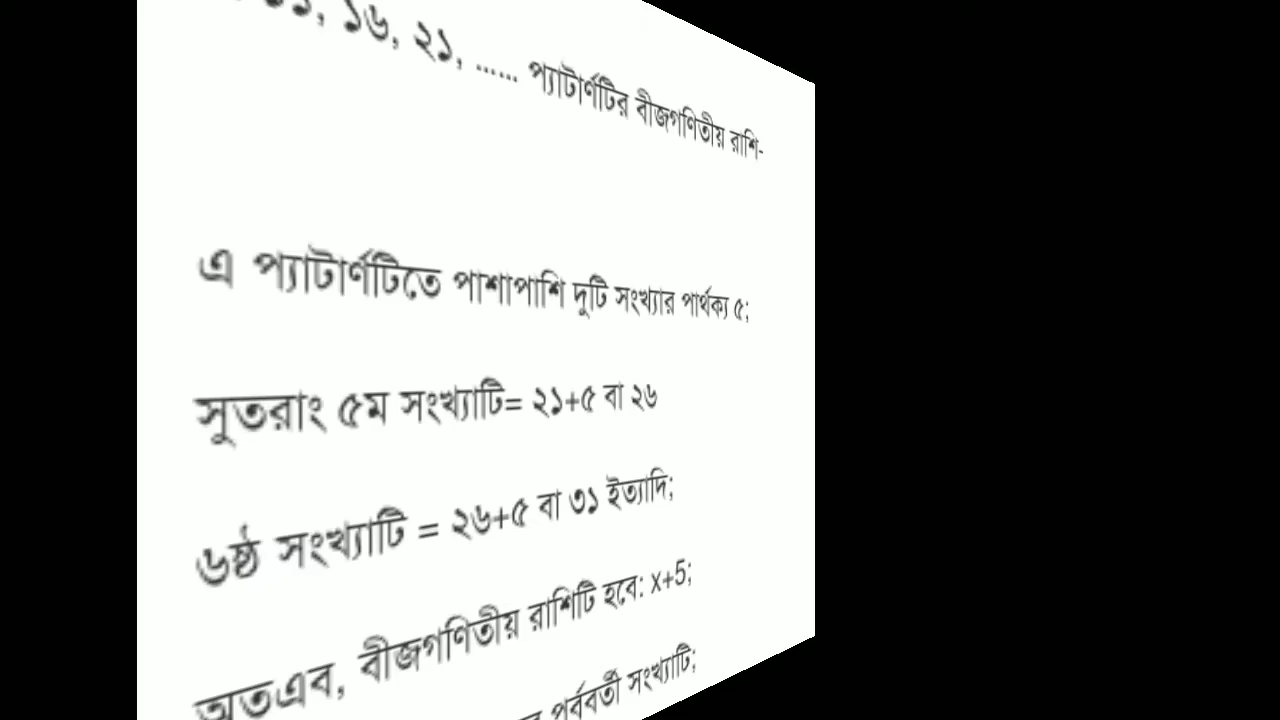 ১১, ১৬, ২১, ...... প্যাটার্ণটির বীজগণিতীয় রাশি-
এ প্যাটার্ণটিতে পাশাপাশি দুটি সংখ্যার পার্থক্য ৫;
সুতরাং ৫ম সংখ্যাটি= ২১+৫ বা ২৬
৬ষ্ঠ সংখ্যাটি = ২৬+৫ বা ৩১ ইত্যাদি;
অতএব, বীজগণিতীয় রাশিটি হবে: x+5;
পূর্ববর্তী সংখ্যাটি;